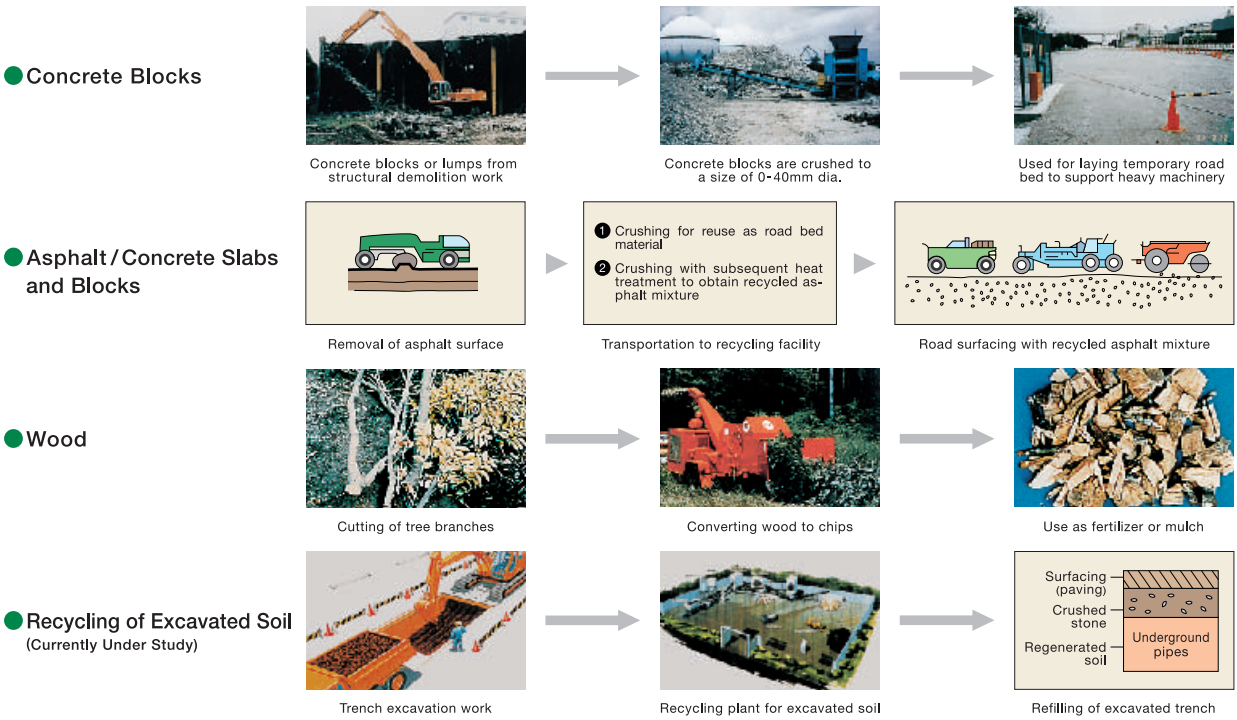 Concrete Blocks
Concrete blocks or lumps from
structural demolition work
Concrete blocks are crushed to
a size of 0-40mm dia.
Used for laying temporary road
bed to support heavy machinery
Asphalt/Concrete Slabs
and Blocks
Removal of asphalt surface
1 Crushing for reuse as road bed
material
2 Crushing with subsequent heat
treatment to obtain recycled as-
phalt mixture
Transportation to recycling facility
Road surfacing with recycled asphalt mixture
Wood
Cutting of tree branches
Converting wood to chips
Use as fertilizer or mulch
Recycling of Excavated Soil
(Currently Under Study)
Trench excavation work
Recycling plant for excavated soil
Surfacing
(paving)
Crushed
stone
Regenerated
soil
Underground
pipes
Refilling of excavated trench